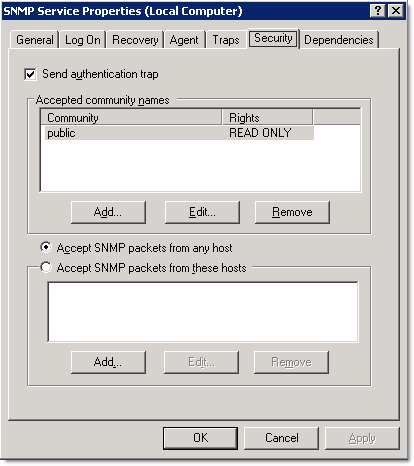 SNMP Service Properties (Local Computer)
General Log On Recovery Agent Traps Security Dependencies
Send authentication trap
Accepted community names
Community Rights
public READ ONLY
Add... Edit... Remove
Accept SNMP packets from any host
Accept SNMP packets from these hosts
Add... Edit... Remove
OK Cancel Apply